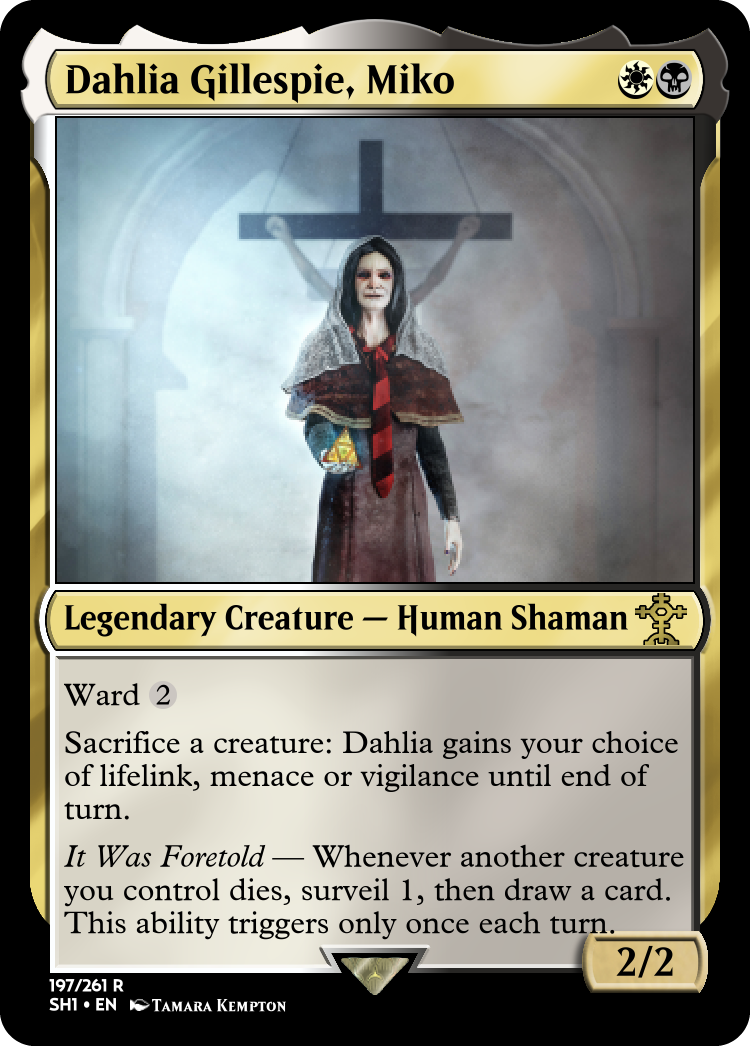 Dahlia Gillespie, Miko
Legendary Creature — Human Shaman
Ward 2
Sacrifice a creature: Dahlia gains your choice
of lifelink, menace or vigilance until end of
turn.
It Was Foretold — Whenever another creature
you control dies, surveil 1, then draw a card.
This ability triggers only once each turn.
2/2
197/261 R
SH1 • EN Tamara Kempton